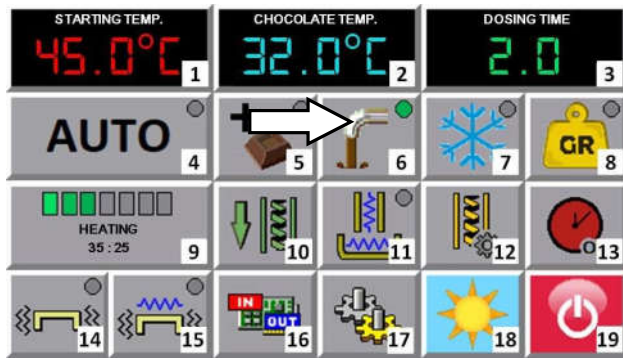 STARTING TEMP.
45.0°C
1
CHOCOLATE TEMP.
32.0°C
2
DOSING TIME
2.0
3
AUTO
4
5
6
7
GR
8
HEATING
35 : 25
9
10
11
12
13
14
15
IN
OUT
16
17
18
19